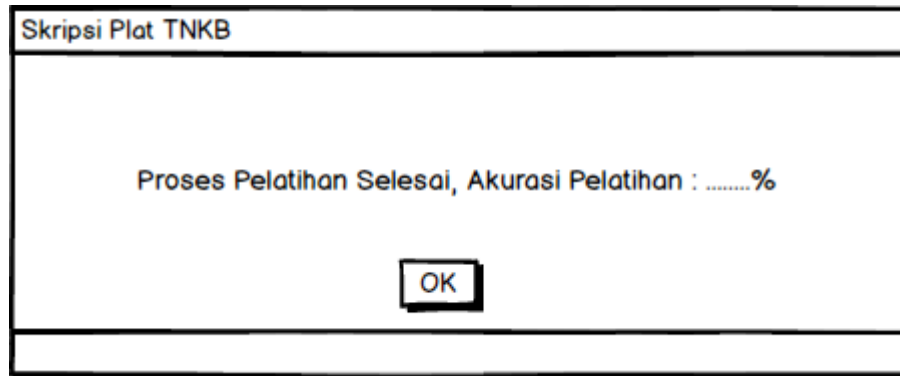 Skripsi Plat TNKB
Proses Pelatihan Selesai, Akurasi Pelatihan : ........%
OK